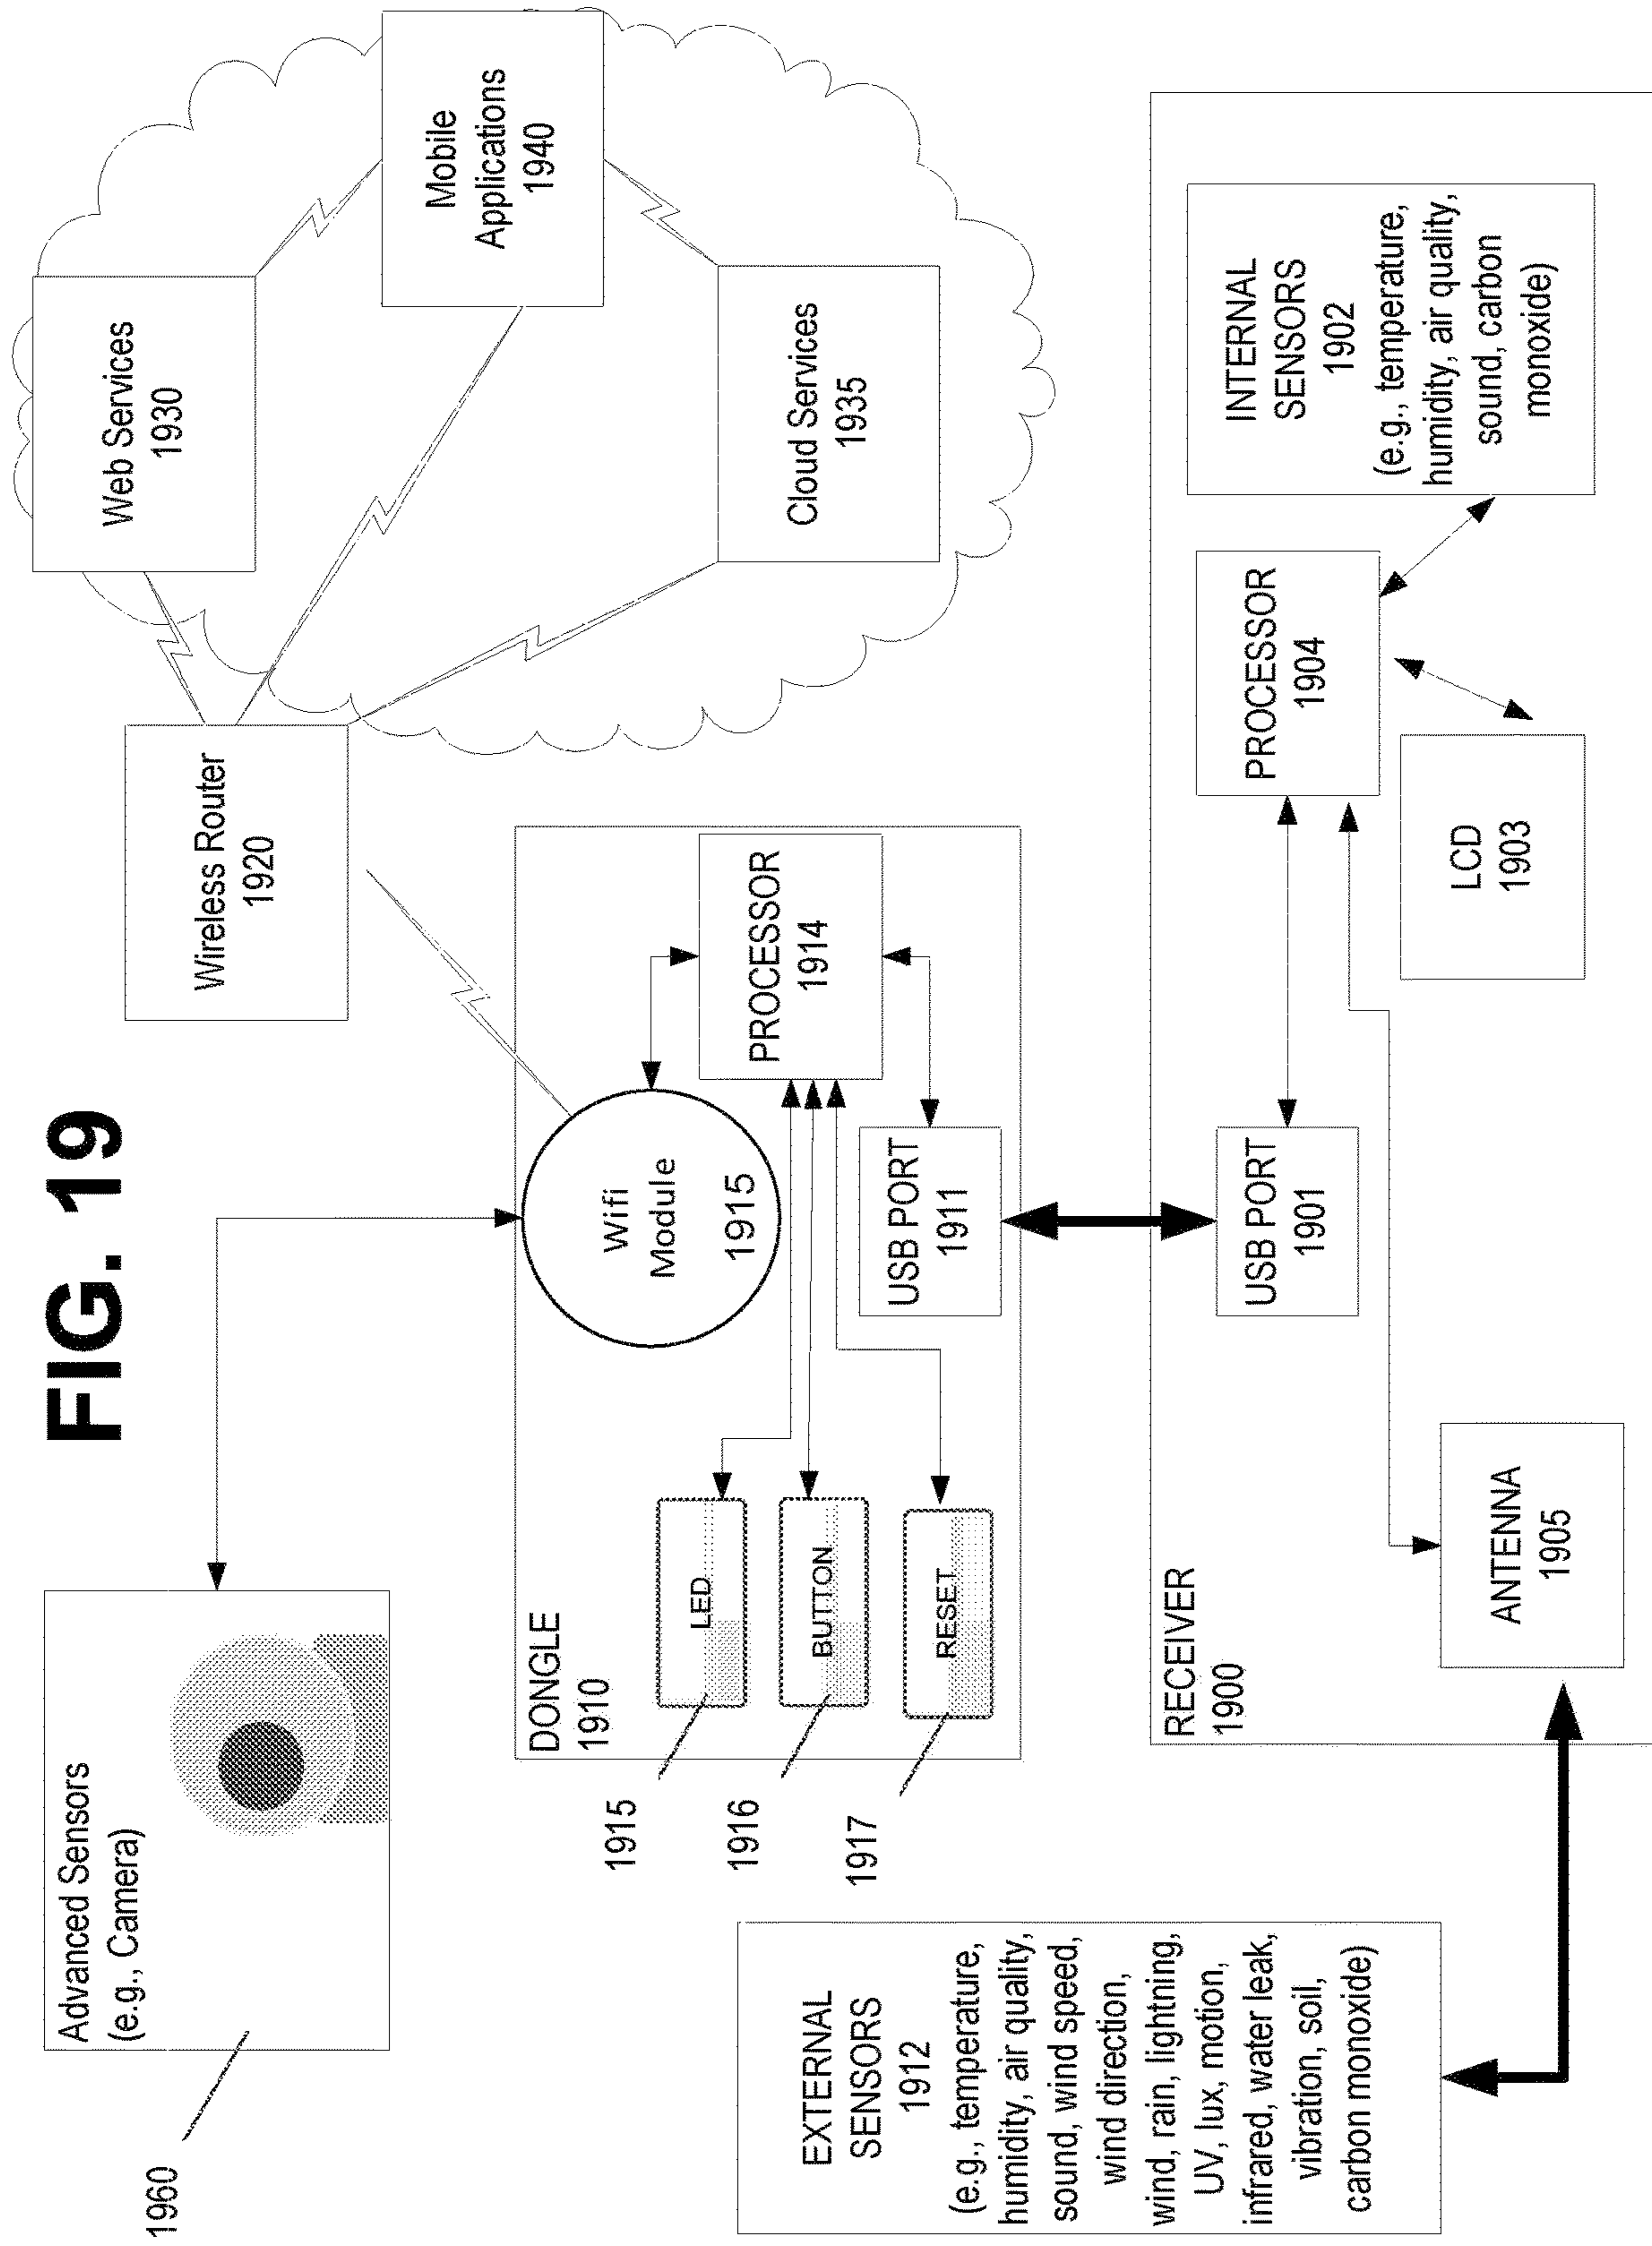 FIG. 19
Advanced Sensors
(e.g., Camera)
1960
Wireless Router
1920
Web Services
1930
Mobile
Applications
1940
Cloud Services
1935
DONGLE
1910
Wifi
Module
1915
PROCESSOR
1914
LED
1915
BUTTON
1916
RESET
1917
USB PORT
1911
EXTERNAL
SENSORS
1912
(e.g., temperature,
humidity, air quality,
sound, wind speed,
wind direction,
wind, rain, lightning,
UV, lux, motion,
infrared, water leak,
vibration, soil,
carbon monoxide)
RECEIVER
1900
USB PORT
1901
PROCESSOR
1904
INTERNAL
SENSORS
1902
(e.g., temperature,
humidity, air quality,
sound, carbon
monoxide)
LCD
1903
ANTENNA
1905